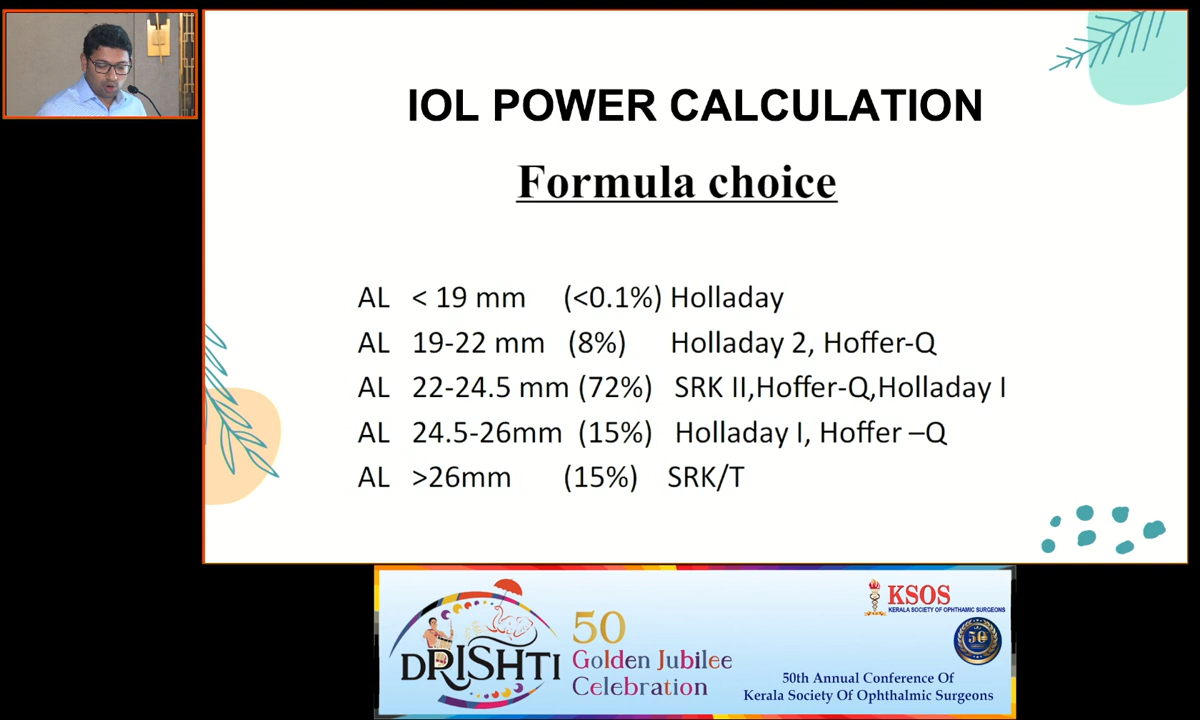 IOL POWER CALCULATION
Formula choice
AL < 19 mm (<0.1%) Holladay
AL 19-22 mm (8%) Holladay 2, Hoffer-Q
AL 22-24.5 mm (72%) SRK II,Hoffer-Q,Holladay I
AL 24.5-26mm (15%) Holladay I, Hoffer –Q
AL >26mm (15%) SRK/T
DRISHTI
50
Golden Jubilee
Celebration
KSOS
KERALA SOCIETY OF OPHTHAMIC SURGEONS
50
50th Annual Conference Of
Kerala Society Of Ophthalmic Surgeons